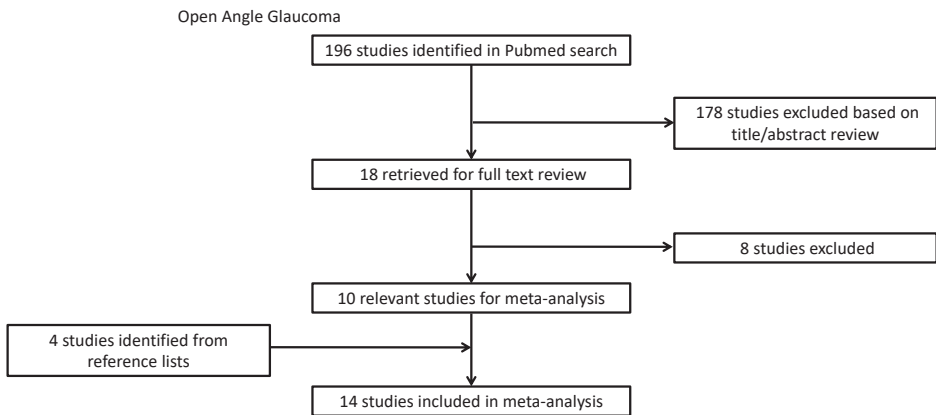 Open Angle Glaucoma
196 studies identified in Pubmed search
178 studies excluded based on
title/abstract review
18 retrieved for full text review
8 studies excluded
10 relevant studies for meta-analysis
4 studies identified from
reference lists
14 studies included in meta-analysis